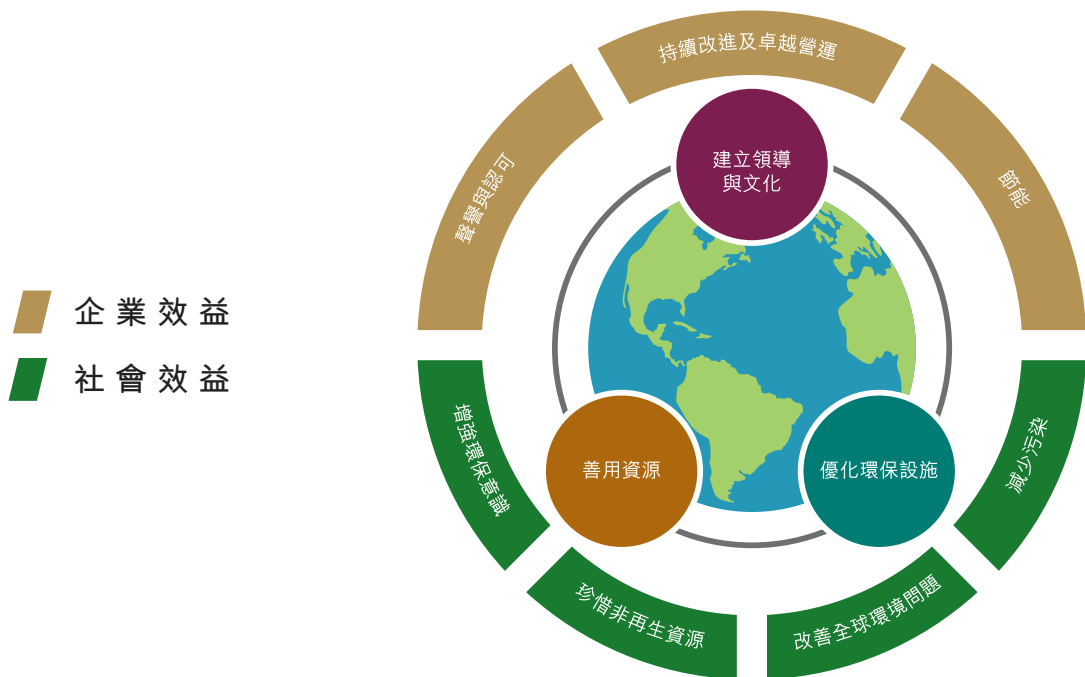 企業效益
社會效益
持續改進及卓越營運
聲譽與認可
節能
建立領導
與文化
善用資源
優化環保設施
增強環保意識
減少污染
珍惜非再生資源
改善全球環境問題